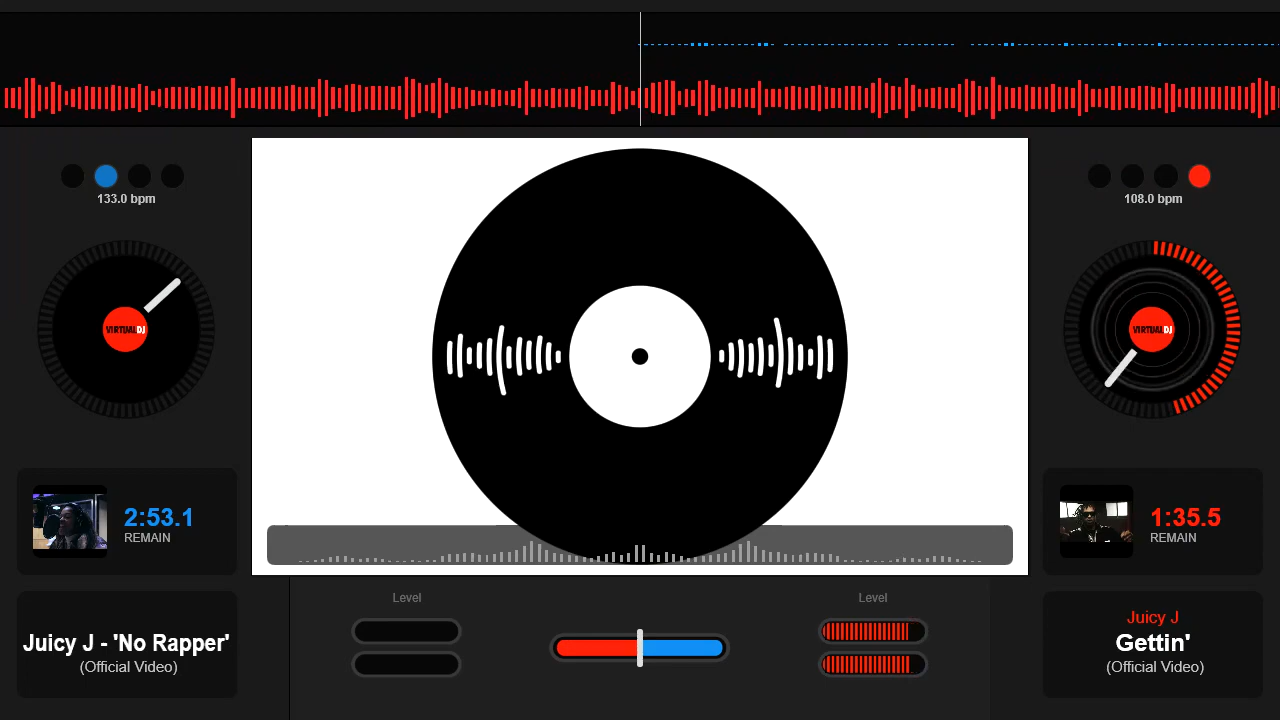 133.0 bpm
VIRTUALDJ
2:53.1
REMAIN
Juicy J - 'No Rapper'
(Official Video)
Level
Level
108.0 bpm
VIRTUALDJ
1:35.5
REMAIN
Juicy J
Gettin'
(Official Video)